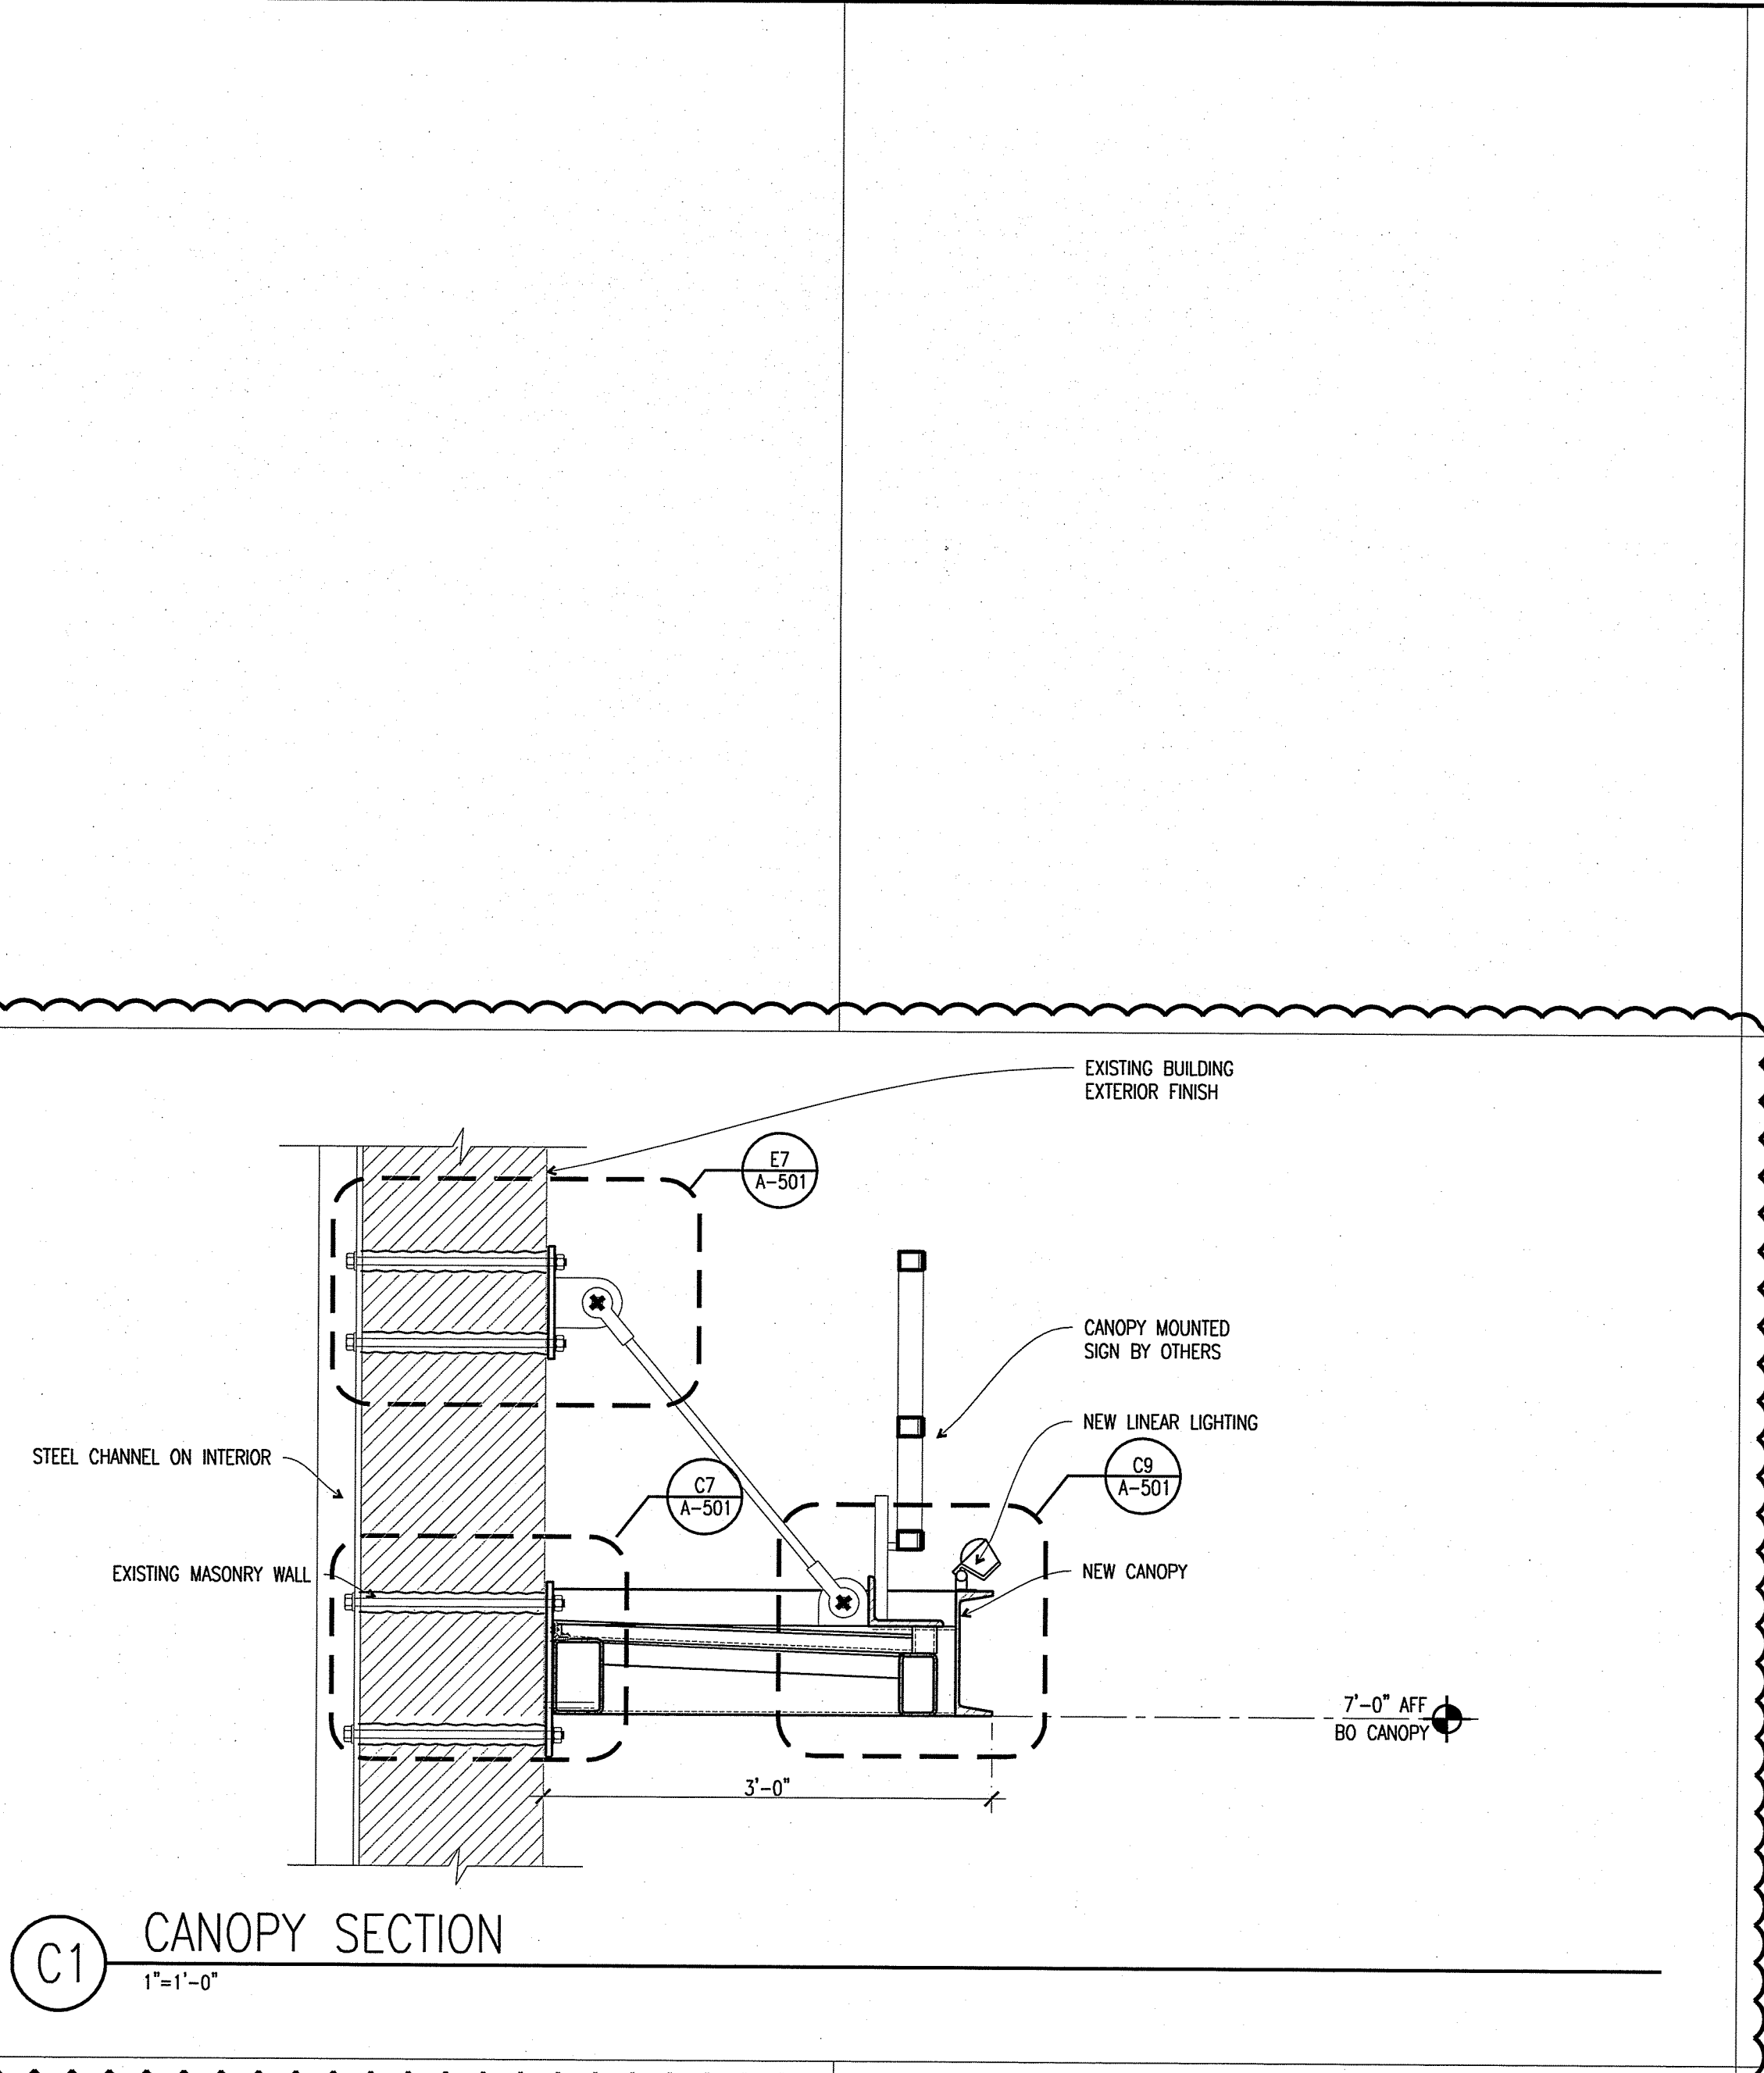 EXISTING BUILDING
EXTERIOR FINISH
E7
A-501
CANOPY MOUNTED
SIGN BY OTHERS
NEW LINEAR LIGHTING
STEEL CHANNEL ON INTERIOR
C7
A-501
C9
A-501
EXISTING MASONRY WALL
NEW CANOPY
7'-0" AFF
BO CANOPY
3'-0"
C1
CANOPY SECTION
1"=1'-0"